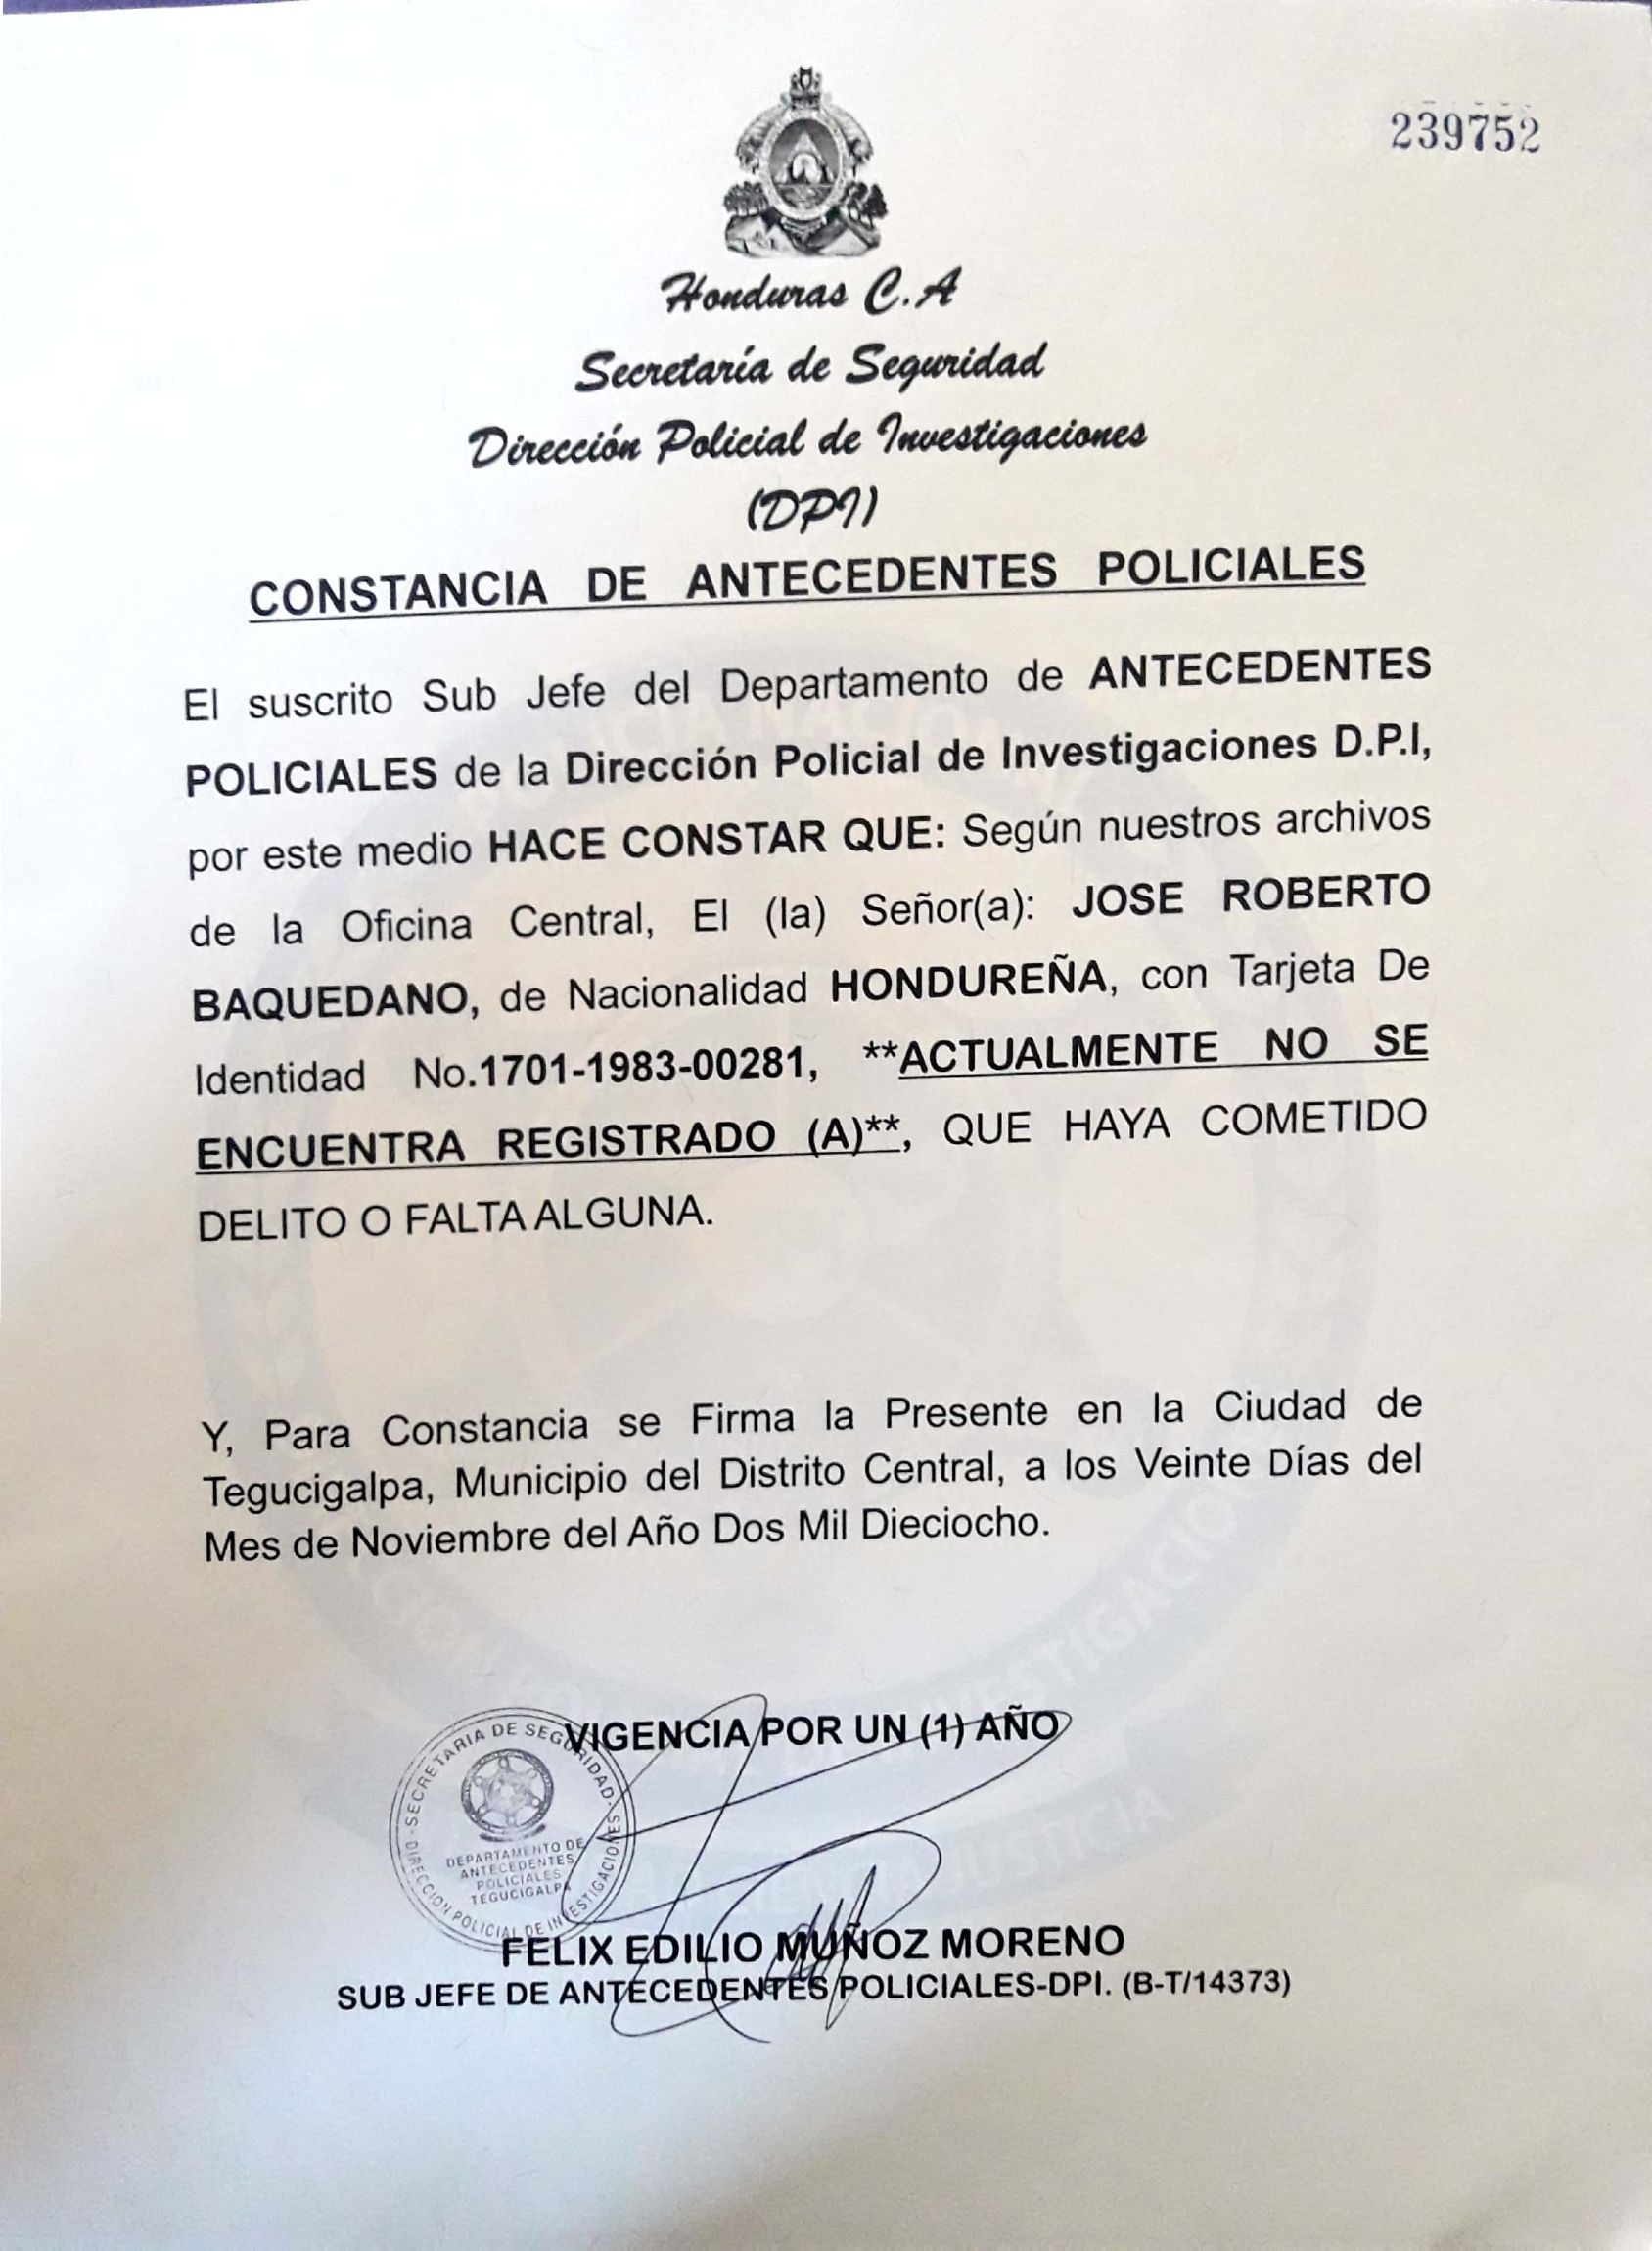 239752
Honduras C.A
Secretaría de Seguridad
Dirección Policial de Investigaciones
(DPI)
CONSTANCIA DE ANTECEDENTES POLICIALES
El suscrito Sub Jefe del Departamento de ANTECEDENTES
POLICIALES de la Dirección Policial de Investigaciones D.P.I,
por este medio HACE CONSTAR QUE: Según nuestros archivos
de la Oficina Central, El (la) Señor(a): JOSE ROBERTO
BAQUEDANO, de Nacionalidad HONDUREÑA, con Tarjeta De
Identidad No.1701-1983-00281, **ACTUALMENTE NO SE
ENCUENTRA REGISTRADO (A)**, QUE HAYA COMETIDO
DELITO O FALTA ALGUNA.
Y, Para Constancia se Firma la Presente en la Ciudad de
Tegucigalpa, Municipio del Distrito Central, a los Veinte Días del
Mes de Noviembre del Año Dos Mil Dieciocho.
VIGENCIA POR UN (1) AÑO
SECRETARIA DE SEGURIDAD
DEPARTAMENTO DE
ANTECEDENTES
POLICIALES
TEGUCIGALPA
DIRECCION POLICIAL DE INVESTIGACIONES
FELIX EDILIO MUÑOZ MORENO
SUB JEFE DE ANTECEDENTES POLICIALES-DPI. (B-T/14373)